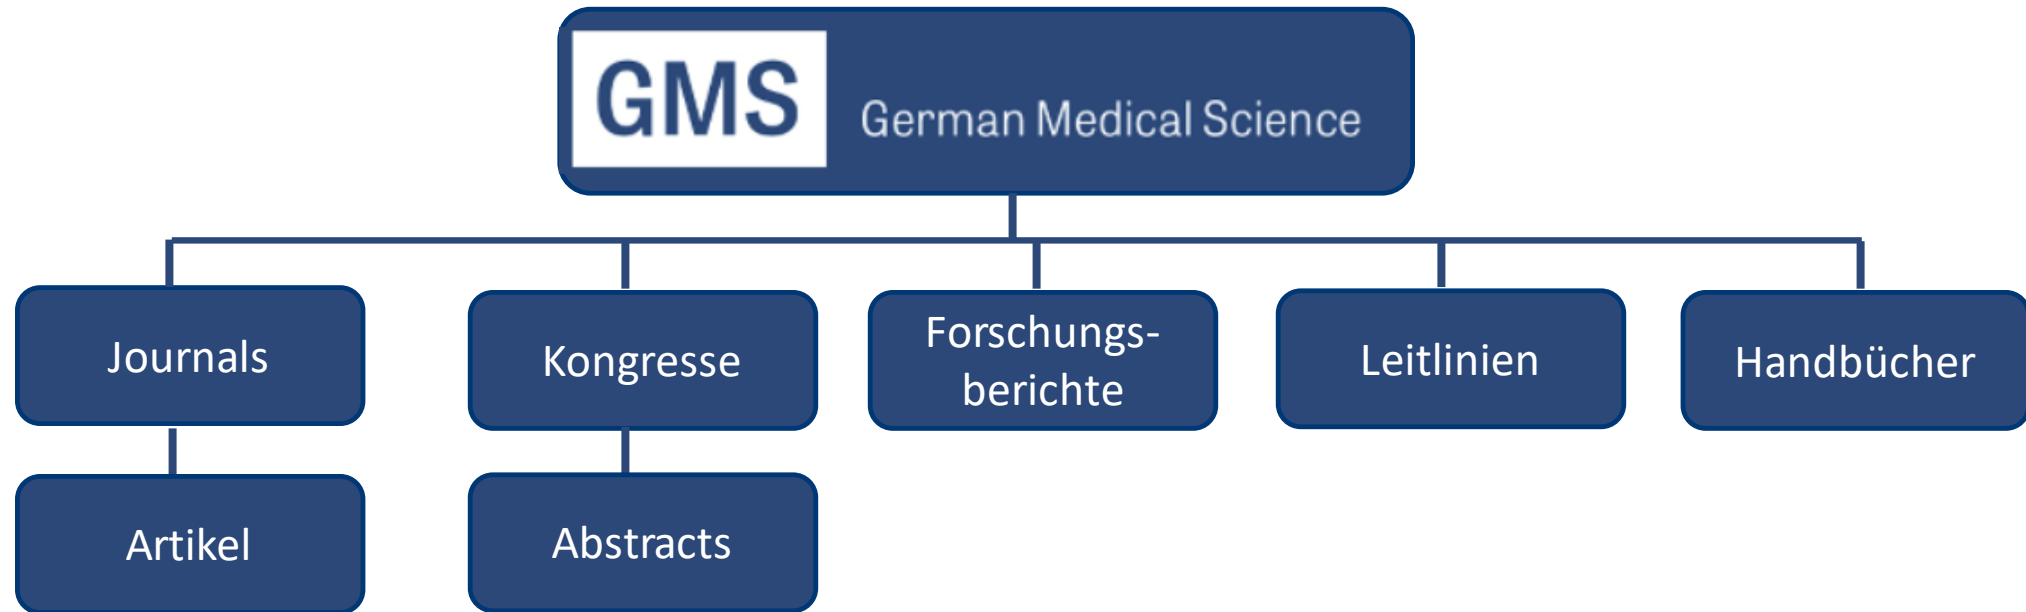 GMS German Medical Science
Journals
Kongresse
Forschungs-
berichte
Leitlinien
Handbücher
Artikel
Abstracts